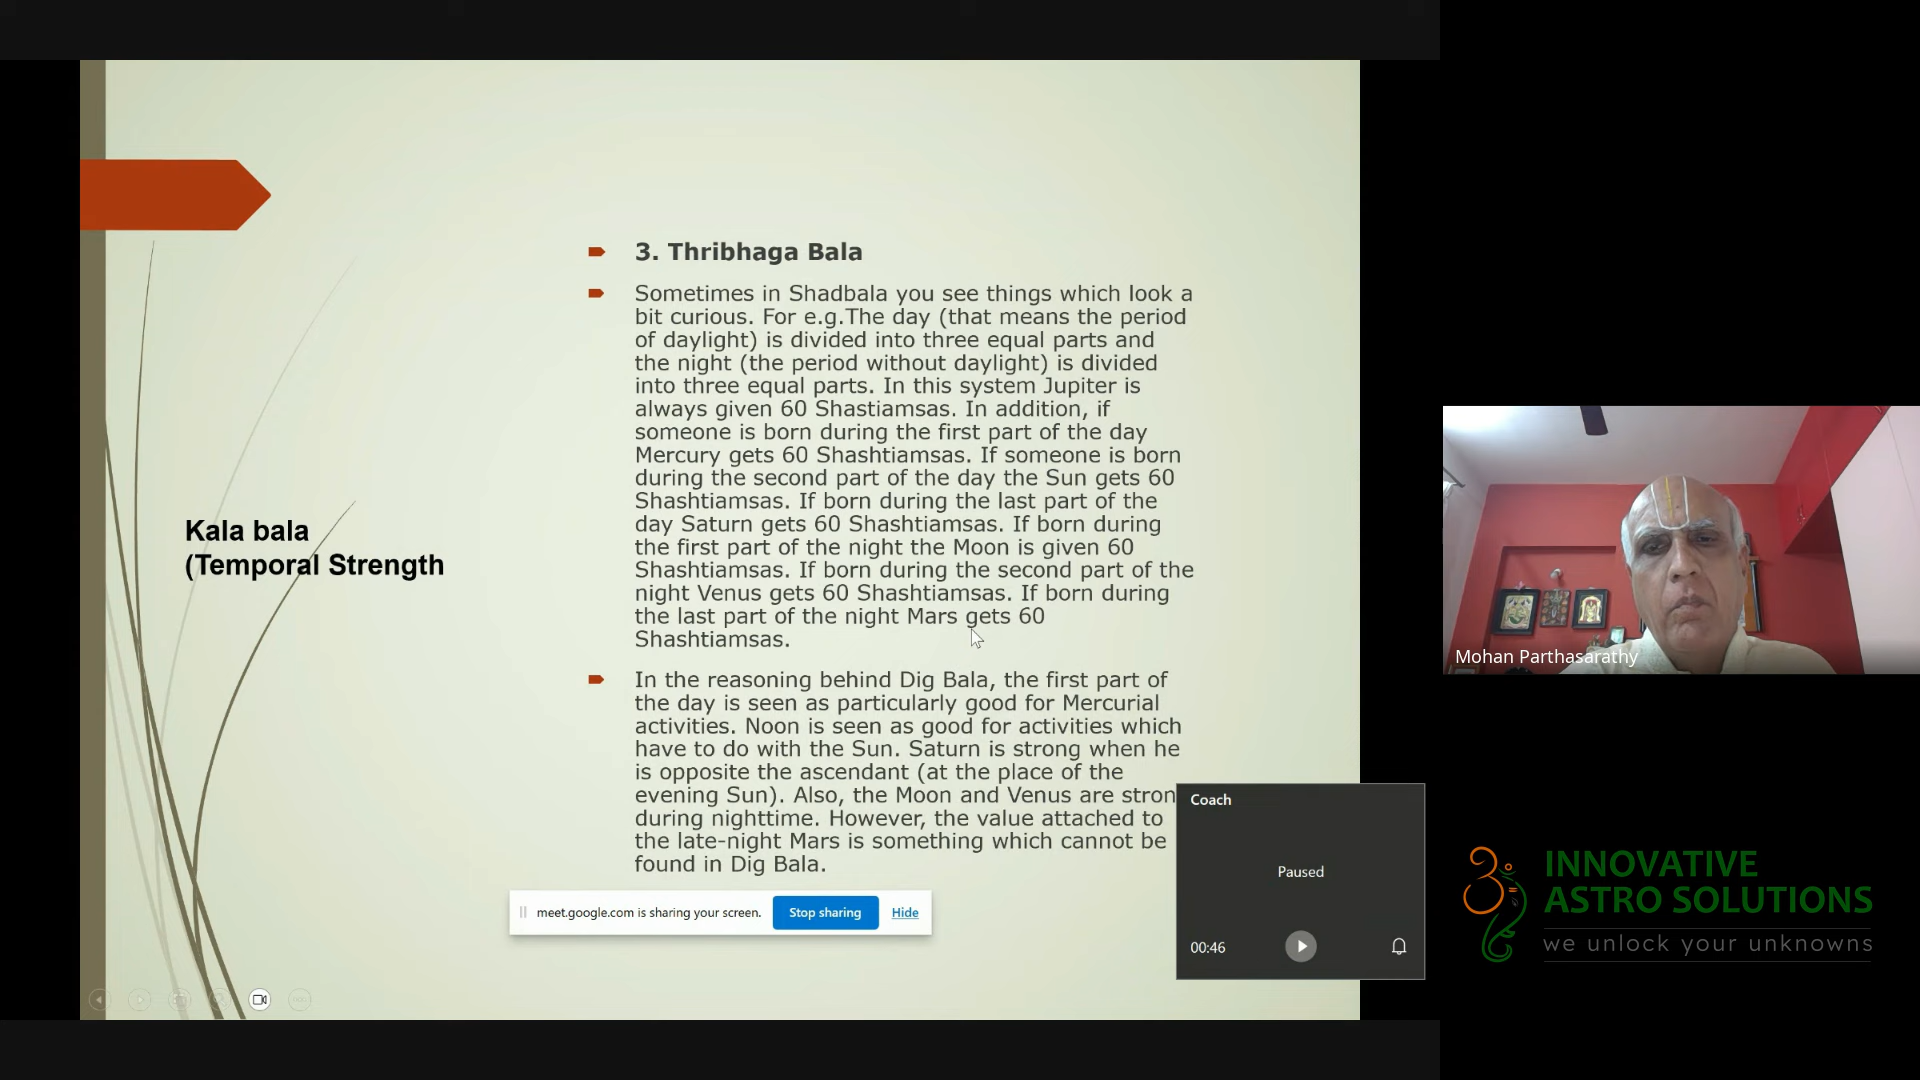 3. Thribhaga Bala
Sometimes in Shadbala you see things which look a
bit curious. For e.g.The day (that means the period
of daylight) is divided into three equal parts and
the night (the period without daylight) is divided
into three equal parts. In this system Jupiter is
always given 60 Shastiamsas. In addition, if
someone is born during the first part of the day
Mercury gets 60 Shashtiamsas. If someone is born
during the second part of the day the Sun gets 60
Shashtiamsas. If born during the last part of the
day Saturn gets 60 Shashtiamsas. If born during
the first part of the night the Moon is given 60
Shashtiamsas. If born during the second part of the
night Venus gets 60 Shashtiamsas. If born during
the last part of the night Mars gets 60
Shashtiamsas.
In the reasoning behind Dig Bala, the first part of
the day is seen as particularly good for Mercurial
activities. Noon is seen as good for activities which
have to do with the Sun. Saturn is strong when he
is opposite the ascendant (at the place of the
evening Sun). Also, the Moon and Venus are stron
during nighttime. However, the value attached to
the late-night Mars is something which cannot be
found in Dig Bala.
Kala bala
(Temporal Strength
meet.google.com is sharing your screen. Stop sharing Hide
Coach
Paused
00:46
Mohan Parthasarathy
INNOVATIVE
ASTRO SOLUTIONS
we unlock your unknowns